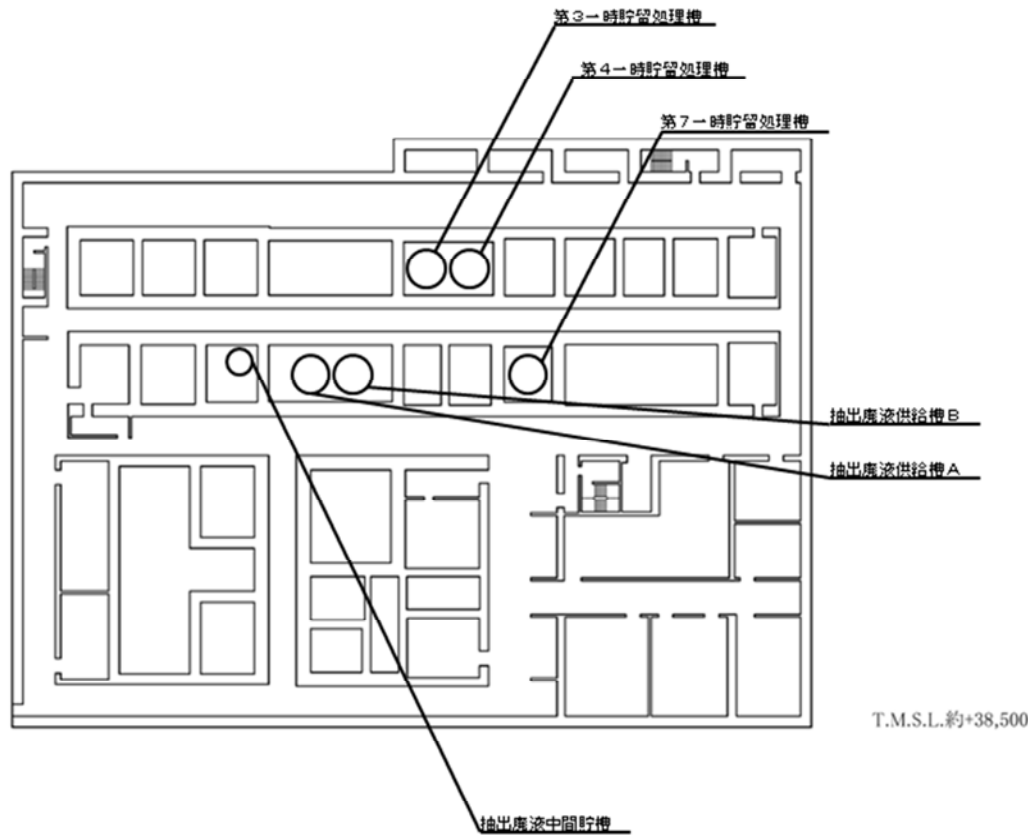 第3一時貯留処理槽
第4一時貯留処理槽
第7一時貯留処理槽
抽出廃液供給槽B
抽出廃液供給槽A
T.M.S.L.約+38,500
抽出廃液中間貯槽